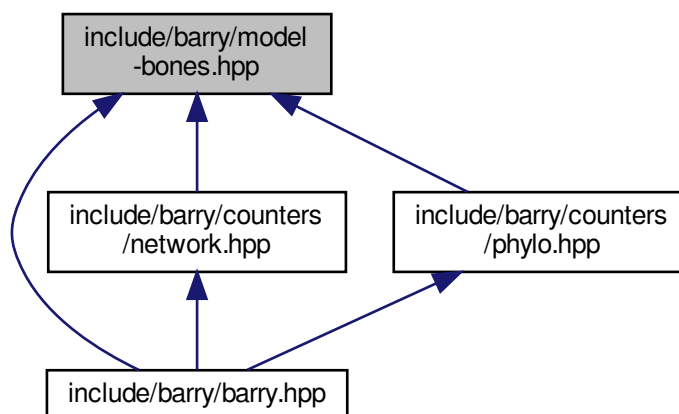 include/barry/model
-bones.hpp
include/barry/counters
/network.hpp
include/barry/counters
/phylo.hpp
include/barry/barry.hpp